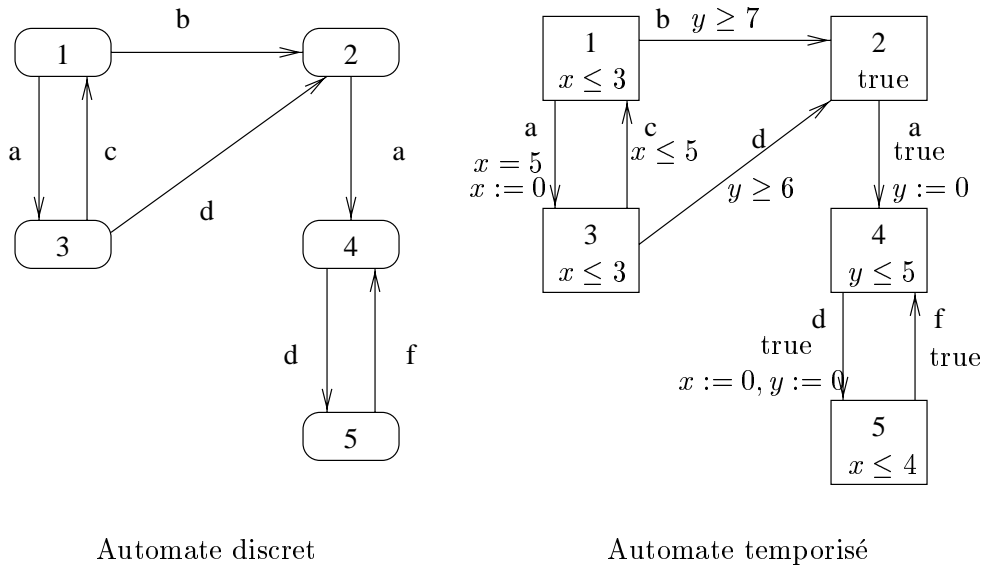 b
1
2
a
c
a
d
3
4
d
f
5
Automate discret
b y ≥ 7
1
x ≤ 3
2
true
a
x = 5
x := 0
c
x ≤ 5
d
y ≥ 6
a
true
y := 0
3
x ≤ 3
4
y ≤ 5
d
true
x := 0, y := 0
f
true
5
x ≤ 4
Automate temporisé